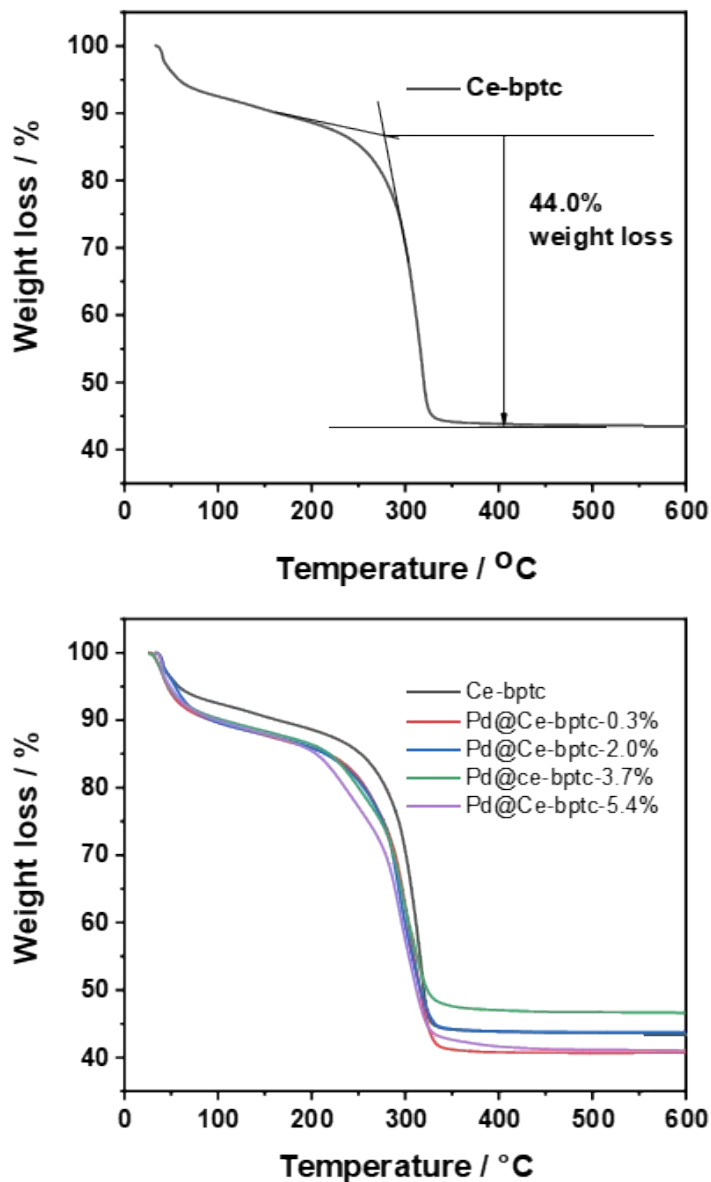 100
90
80
70
60
50
40
Weight loss / %
Ce-bptc
44.0%
weight loss
0 100 200 300 400 500 600
Temperature / °C
100
90
80
70
60
50
40
Weight loss / %
Ce-bptc
Pd@Ce-bptc-0.3%
Pd@Ce-bptc-2.0%
Pd@ce-bptc-3.7%
Pd@Ce-bptc-5.4%
0 100 200 300 400 500 600
Temperature / °C